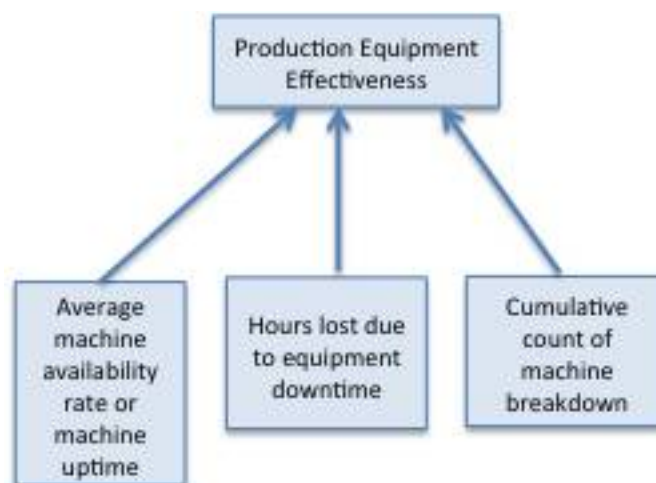 Production Equipment
Effectiveness
Average
machine
availability
rate or
machine
uptime
Hours lost due
to equipment
downtime
Cumulative
count of
machine
breakdown